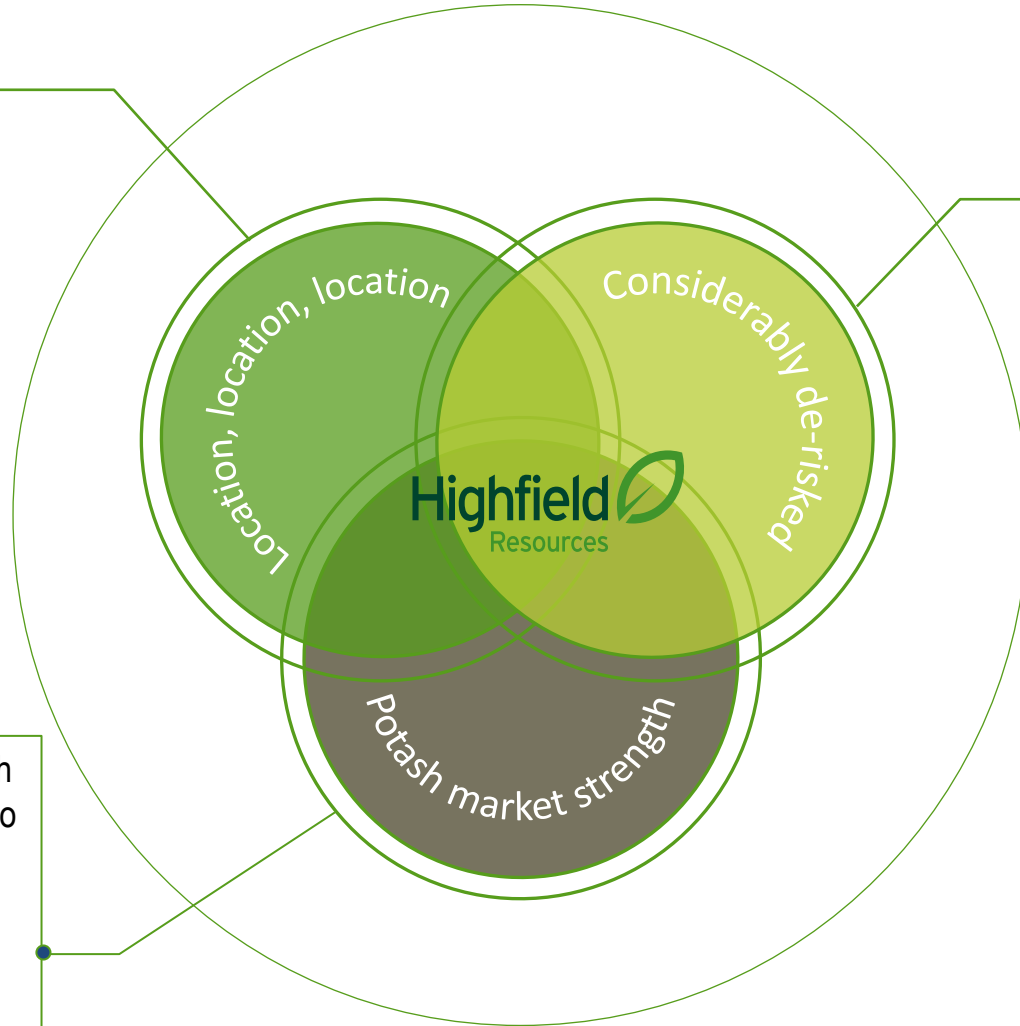 Location, location, location
Considerably de-risked
Highfield
Resources
Potash market strength